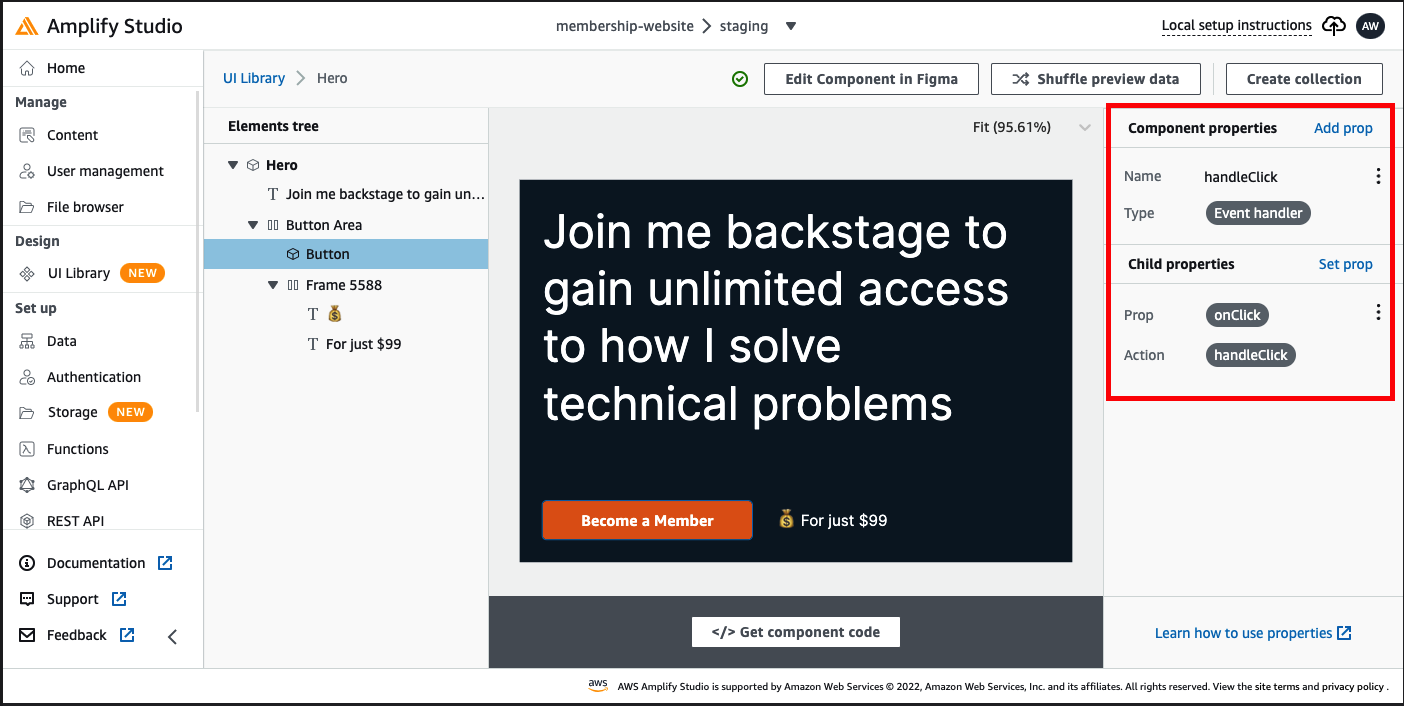 Amplify Studio
membership-website > staging
Local setup instructions
AW
Home
Manage
Content
User management
File browser
Design
UI Library NEW
Set up
Data
Authentication
Storage NEW
Functions
GraphQL API
REST API
Documentation
Support
Feedback
UI Library > Hero
Edit Component in Figma
Shuffle preview data
Create collection
Elements tree
Hero
T Join me backstage to gain un...
Button Area
Button
Frame 5588
T 💰
T For just $99
Fit (95.61%)
Join me backstage to
gain unlimited access
to how I solve
technical problems
Become a Member
💰 For just $99
</> Get component code
Component properties Add prop
Name handleClick
Type Event handler
Child properties Set prop
Prop onClick
Action handleClick
Learn how to use properties
aws AWS Amplify Studio is supported by Amazon Web Services © 2022, Amazon Web Services, Inc. and its affiliates. All rights reserved. View the site terms and privacy policy .